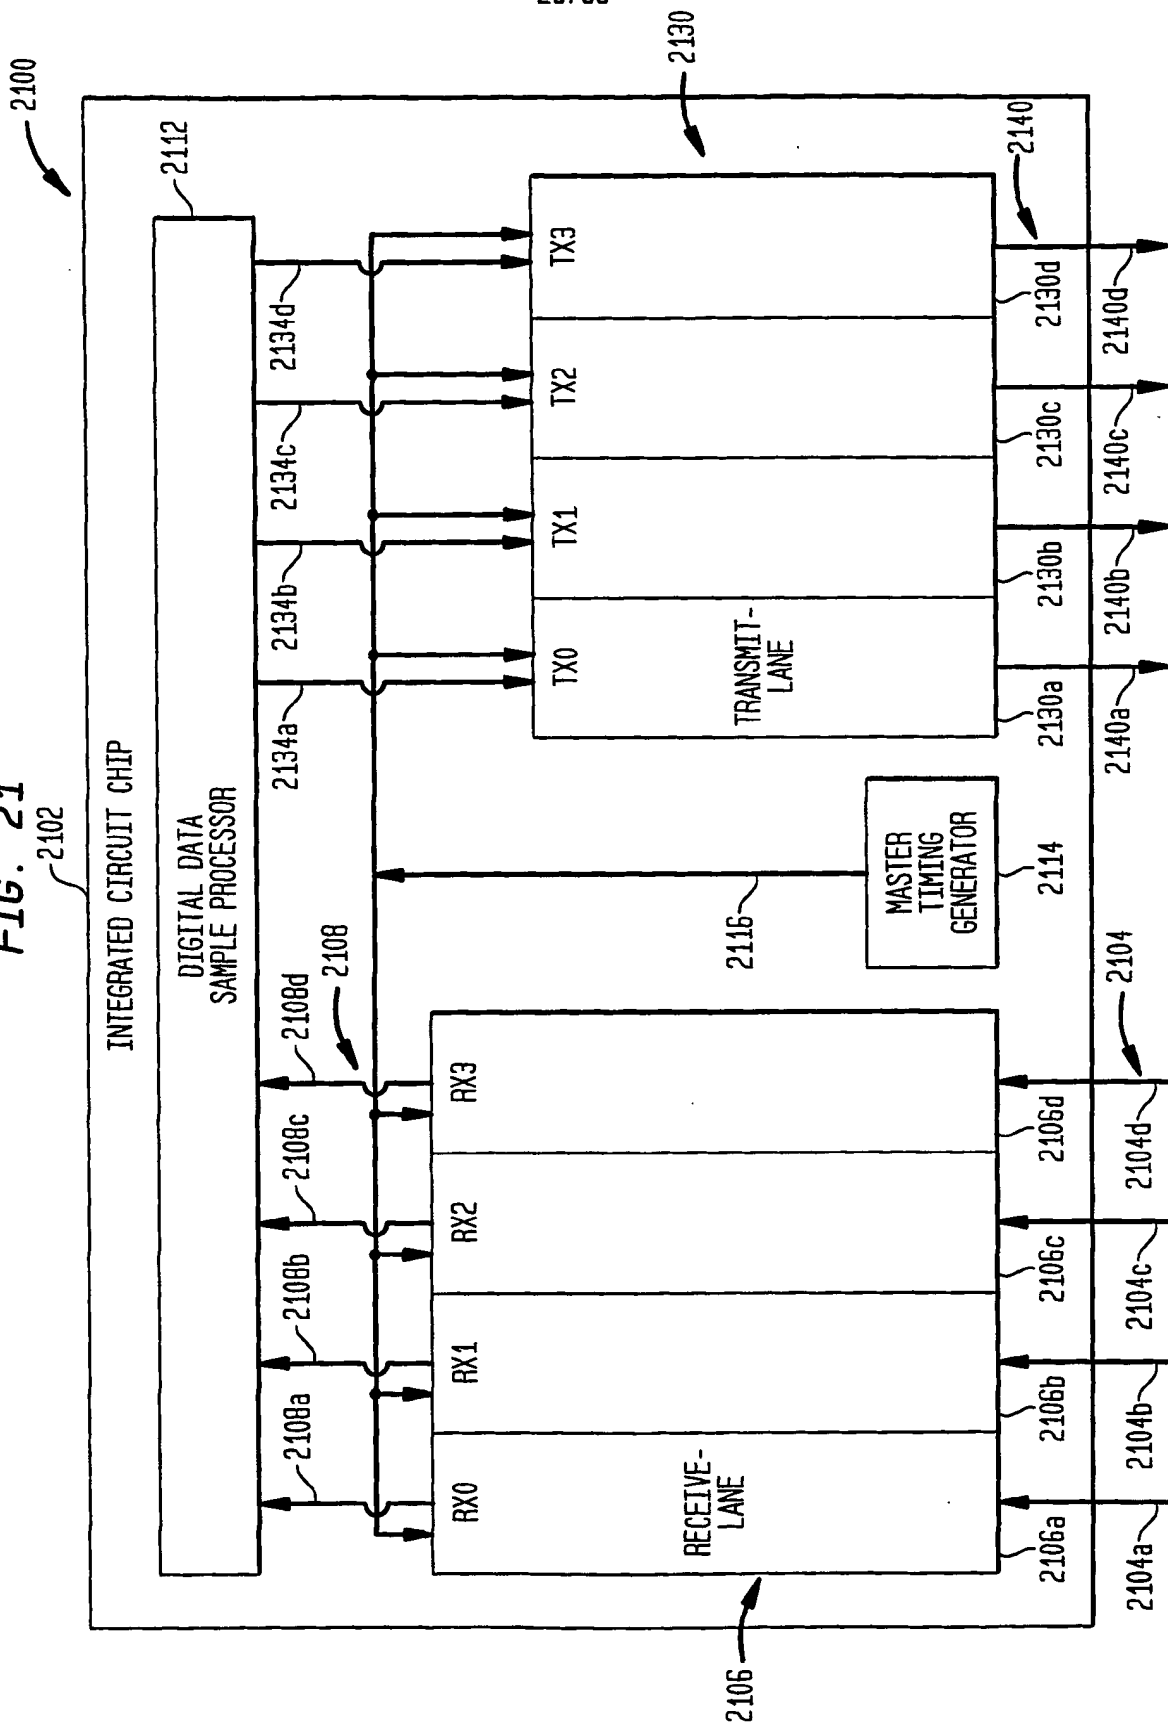 FIG. 21
2100
2102
INTEGRATED CIRCUIT CHIP
2112
DIGITAL DATA
SAMPLE PROCESSOR
2108a
2108b
2108c
2108d
2108
2134a
2134b
2134c
2134d
2130
RX0
RX1
RX2
RX3
RECEIVE-
LANE
2106
2116
MASTER
TIMING
GENERATOR
2114
TX0
TX1
TX2
TX3
TRANSMIT-
LANE
2106a
2106b
2106c
2106d
2130a
2130b
2130c
2130d
2104a
2104b
2104c
2104d
2104
2140a
2140b
2140c
2140d
2140